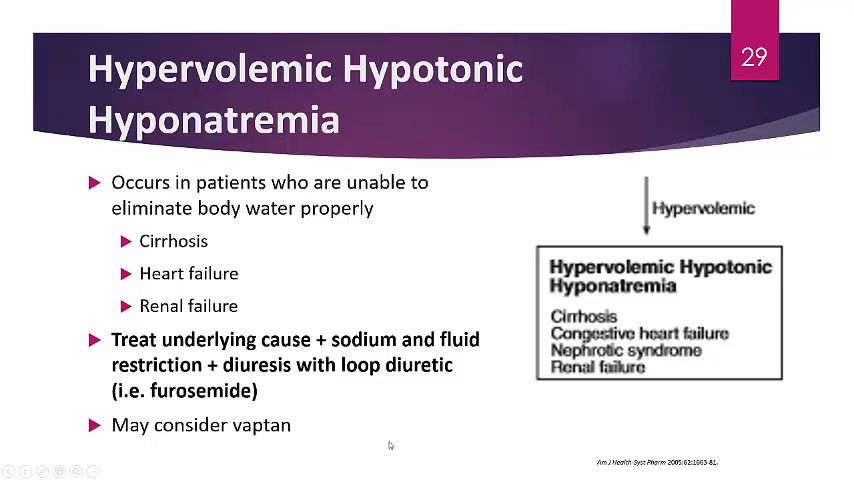 29
Hypervolemic Hypotonic
Hyponatremia
Occurs in patients who are unable to
eliminate body water properly
Cirrhosis
Heart failure
Renal failure
Treat underlying cause + sodium and fluid
restriction + diuresis with loop diuretic
(i.e. furosemide)
May consider vaptan
Hypervolemic
Hypervolemic Hypotonic
Hyponatremia
Cirrhosis
Congestive heart failure
Nephrotic syndrome
Renal failure
Am J Health-Syst Pharm 2005;62:1663-81.